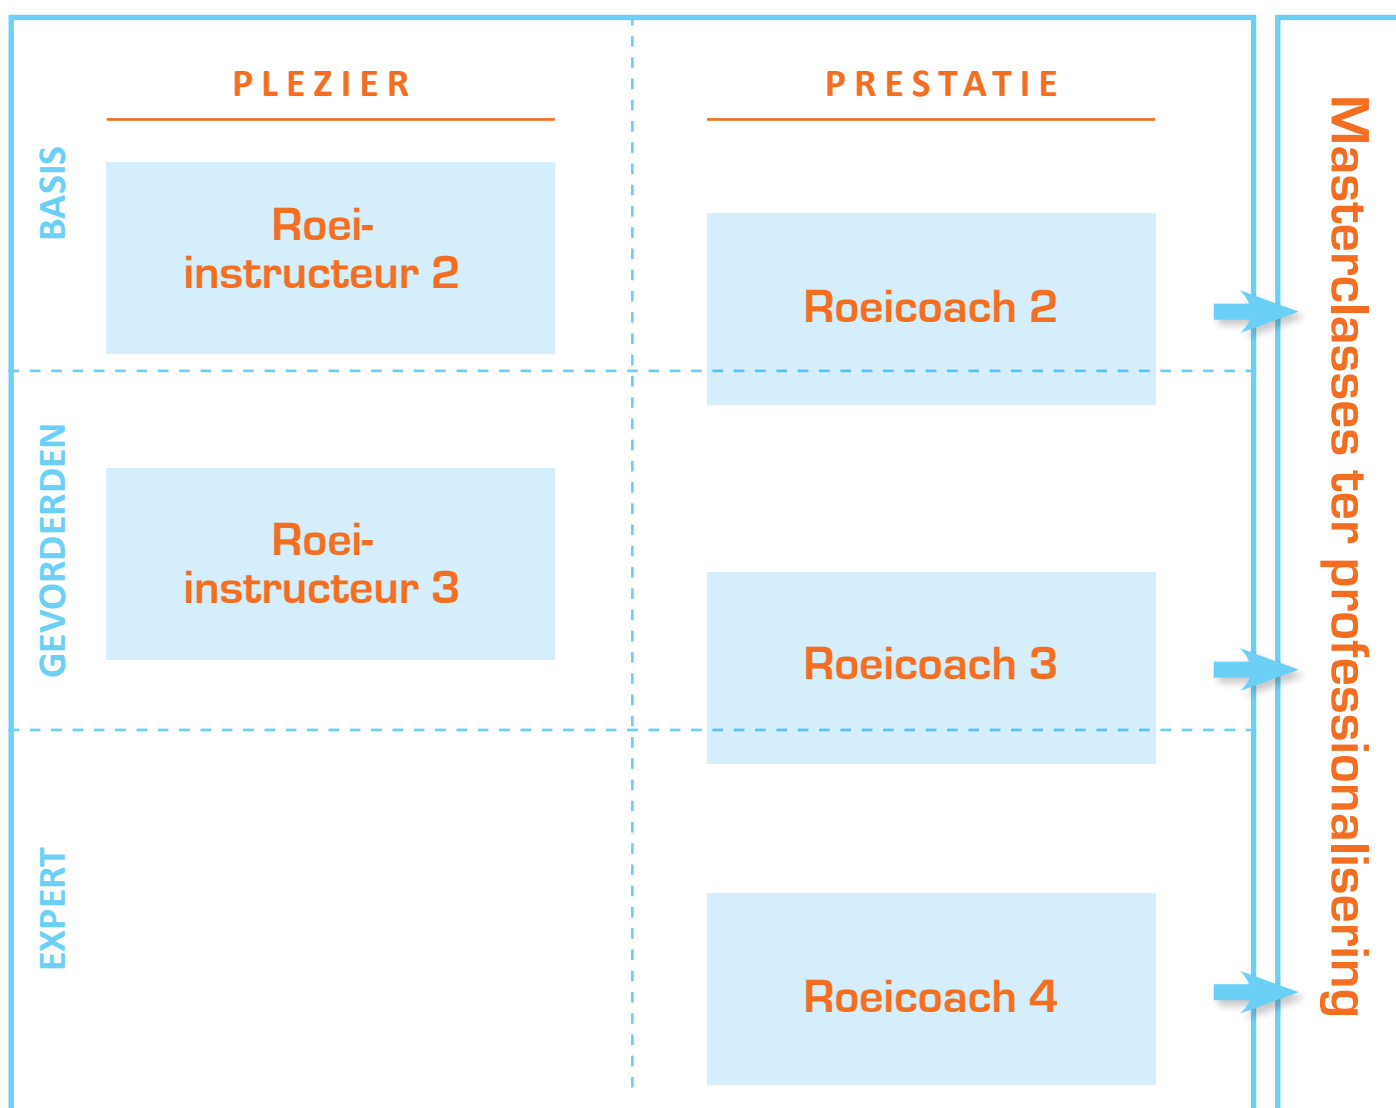 PLEZIER
PRESTATIE
BASIS
Roei-
instructeur 2
Roeicoach 2
GEVORDERDEN
Roei-
instructeur 3
Roeicoach 3
EXPERT
Roeicoach 4
Masterclasses ter professionalisering